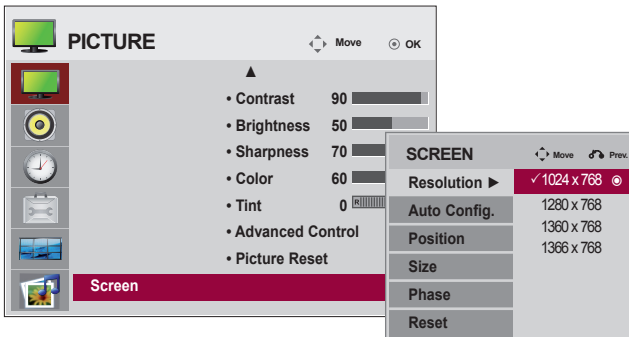 PICTURE
Move
OK
• Contrast 90
• Brightness 50
• Sharpness 70
• Color 60
• Tint 0 R
• Advanced Control
• Picture Reset
Screen
SCREEN
Move
Prev.
Resolution ►
✓1024 x 768
1280 x 768
1360 x 768
1366 x 768
Auto Config.
Position
Size
Phase
Reset